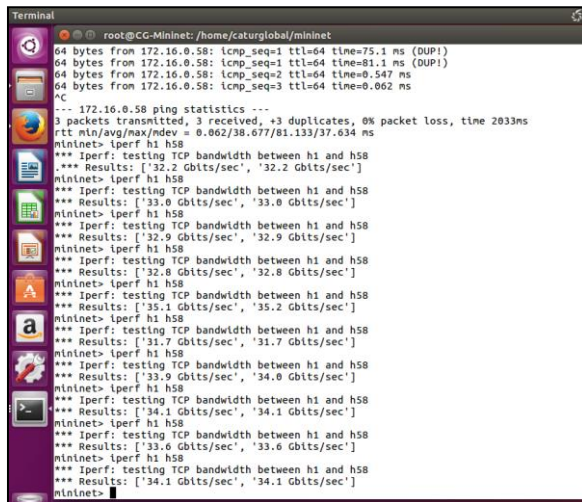 Terminal
root@CG-Mininet: /home/caturglobal/mininet
64 bytes from 172.16.0.58: icmp_seq=1 ttl=64 time=75.1 ms (DUP!)
64 bytes from 172.16.0.58: icmp_seq=1 ttl=64 time=81.1 ms (DUP!)
64 bytes from 172.16.0.58: icmp_seq=2 ttl=64 time=0.547 ms
64 bytes from 172.16.0.58: icmp_seq=3 ttl=64 time=0.062 ms
^C
--- 172.16.0.58 ping statistics ---
3 packets transmitted, 3 received, +3 duplicates, 0% packet loss, time 2033ms
rtt min/avg/max/mdev = 0.062/38.677/81.133/37.634 ms
mininet> iperf h1 h58
*** Iperf: testing TCP bandwidth between h1 and h58
.*** Results: ['32.2 Gbits/sec', '32.2 Gbits/sec']
mininet> iperf h1 h58
*** Iperf: testing TCP bandwidth between h1 and h58
*** Results: ['33.0 Gbits/sec', '33.0 Gbits/sec']
mininet> iperf h1 h58
*** Iperf: testing TCP bandwidth between h1 and h58
*** Results: ['32.9 Gbits/sec', '32.9 Gbits/sec']
mininet> iperf h1 h58
*** Iperf: testing TCP bandwidth between h1 and h58
*** Results: ['32.8 Gbits/sec', '32.8 Gbits/sec']
mininet> iperf h1 h58
*** Iperf: testing TCP bandwidth between h1 and h58
*** Results: ['35.1 Gbits/sec', '35.2 Gbits/sec']
mininet> iperf h1 h58
*** Iperf: testing TCP bandwidth between h1 and h58
*** Results: ['31.7 Gbits/sec', '31.7 Gbits/sec']
mininet> iperf h1 h58
*** Iperf: testing TCP bandwidth between h1 and h58
*** Results: ['33.9 Gbits/sec', '34.0 Gbits/sec']
mininet> iperf h1 h58
*** Iperf: testing TCP bandwidth between h1 and h58
*** Results: ['34.1 Gbits/sec', '34.1 Gbits/sec']
mininet> iperf h1 h58
*** Iperf: testing TCP bandwidth between h1 and h58
*** Results: ['33.6 Gbits/sec', '33.6 Gbits/sec']
mininet> iperf h1 h58
*** Iperf: testing TCP bandwidth between h1 and h58
*** Results: ['34.1 Gbits/sec', '34.1 Gbits/sec']
mininet>